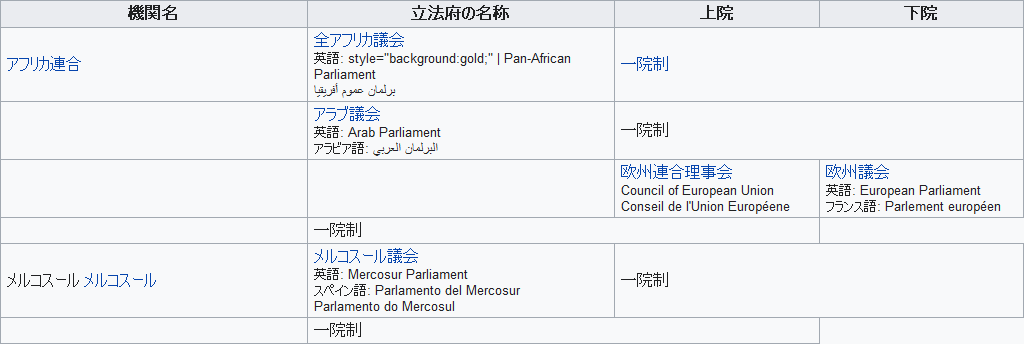 機関名 立法府の名称 上院 下院
アフリカ連合
全アフリカ議会
英語: style="background:gold;" | Pan-African
Parliament
برلمان عموم أفريقيا
一院制
アラブ議会
英語: Arab Parliament
アラビア語: البرلمان العربي
一院制
欧州連合理事会
Council of European Union
Conseil de l'Union Européene
欧州議会
英語: European Parliament
フランス語: Parlement européen
一院制
メルコスール メルコスール
メルコスール議会
英語: Mercosur Parliament
スペイン語: Parlamento del Mercosur
Parlamento do Mercosul
一院制
一院制